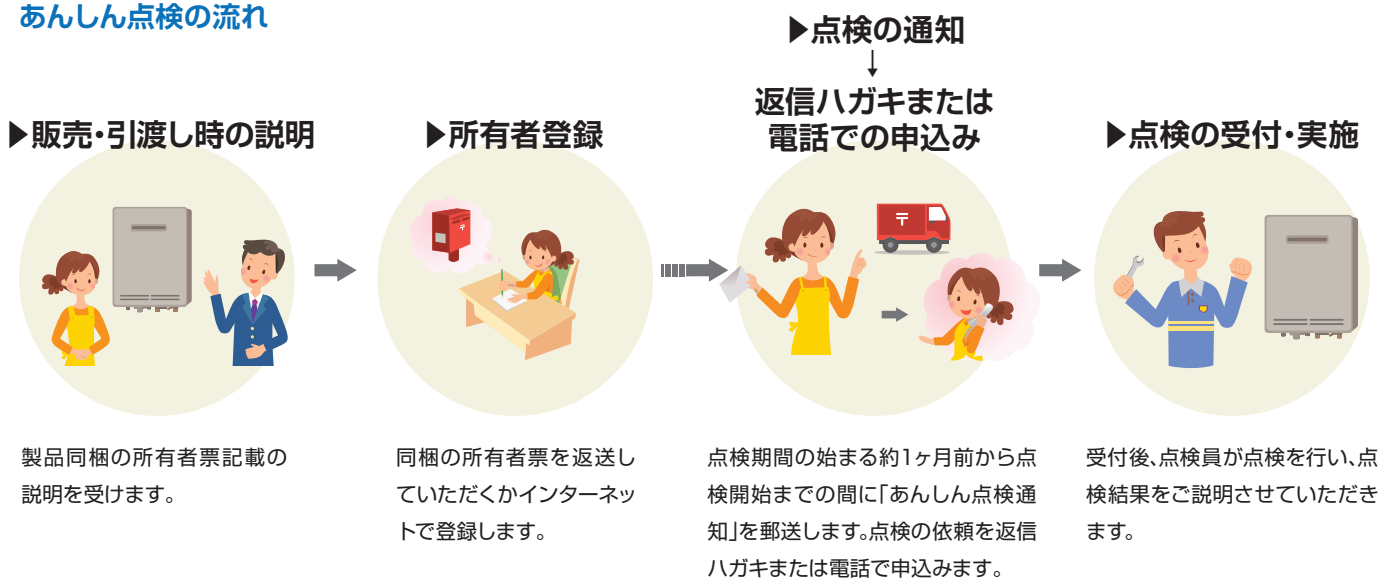 あんしん点検の流れ
▶販売・引渡し時の説明
製品同梱の所有者票記載の
説明を受けます。
▶所有者登録
〒
同梱の所有者票を返送し
ていただくかインターネッ
トで登録します。
▶点検の通知
↓
返信ハガキまたは
電話での申込み
〒
点検期間の始まる約1ヶ月前から点
検開始までの間に「あんしん点検通
知」を郵送します。点検の依頼を返信
ハガキまたは電話で申込みます。
▶点検の受付・実施
受付後、点検員が点検を行い、点
検結果をご説明させていただき
ます。